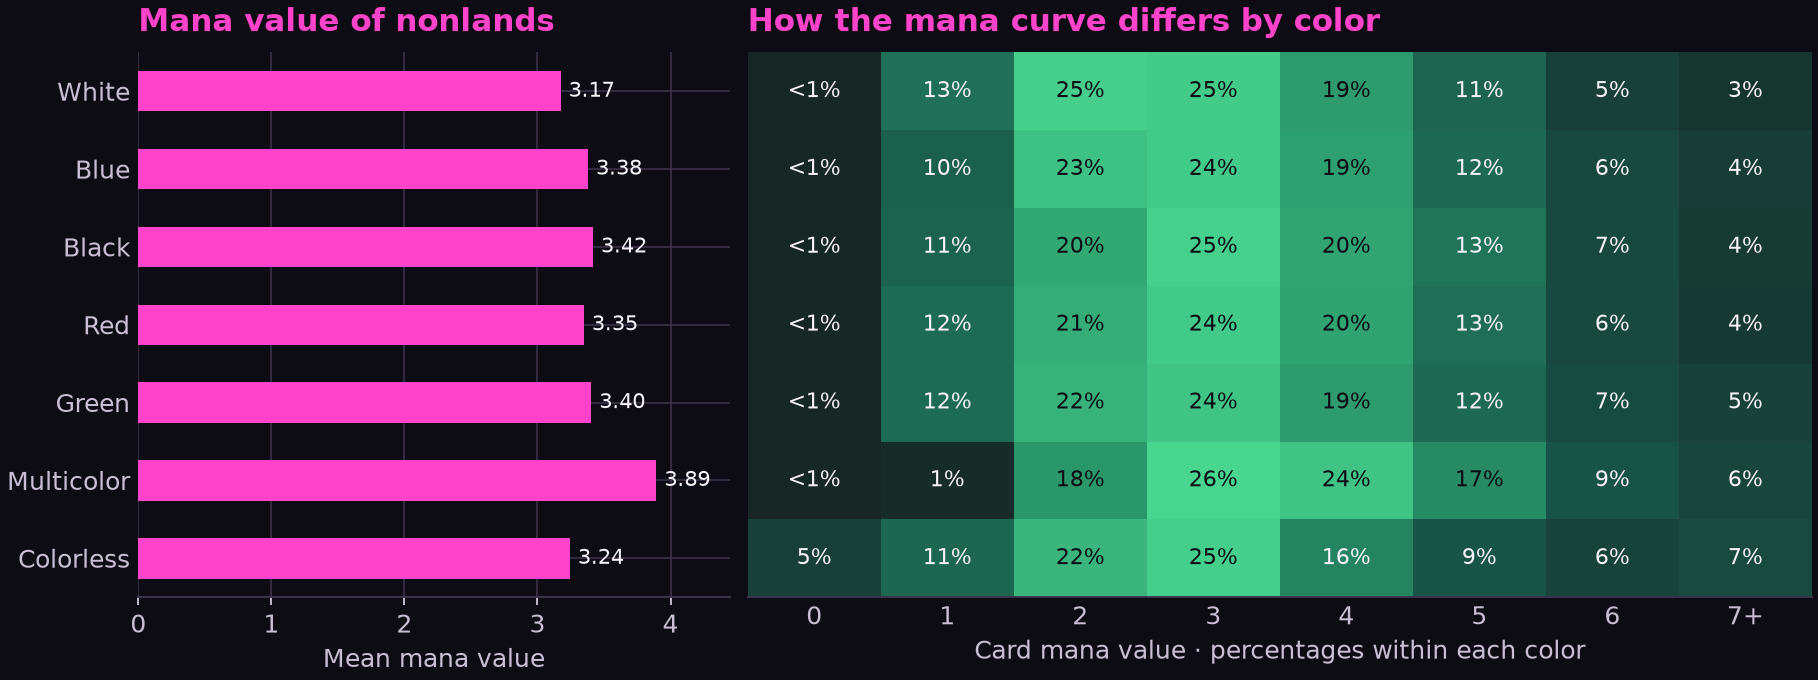 Mana value of nonlands
White 3.17
Blue 3.38
Black 3.42
Red 3.35
Green 3.40
Multicolor 3.89
Colorless 3.24
0 1 2 3 4
Mean mana value
How the mana curve differs by color
<1% 13% 25% 25% 19% 11% 5% 3%
<1% 10% 23% 24% 19% 12% 6% 4%
<1% 11% 20% 25% 20% 13% 7% 4%
<1% 12% 21% 24% 20% 13% 6% 4%
<1% 12% 22% 24% 19% 12% 7% 5%
<1% 1% 18% 26% 24% 17% 9% 6%
5% 11% 22% 25% 16% 9% 6% 7%
0 1 2 3 4 5 6 7+
Card mana value · percentages within each color